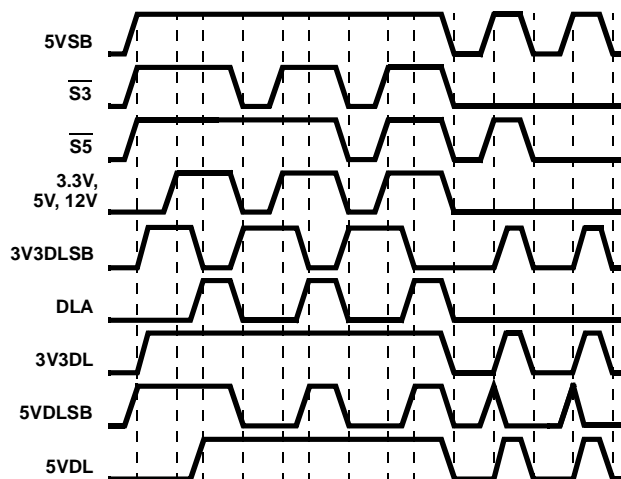 5VSB
S3
S5
3.3V,
5V, 12V
3V3DLSB
DLA
3V3DL
5VDLSB
5VDL